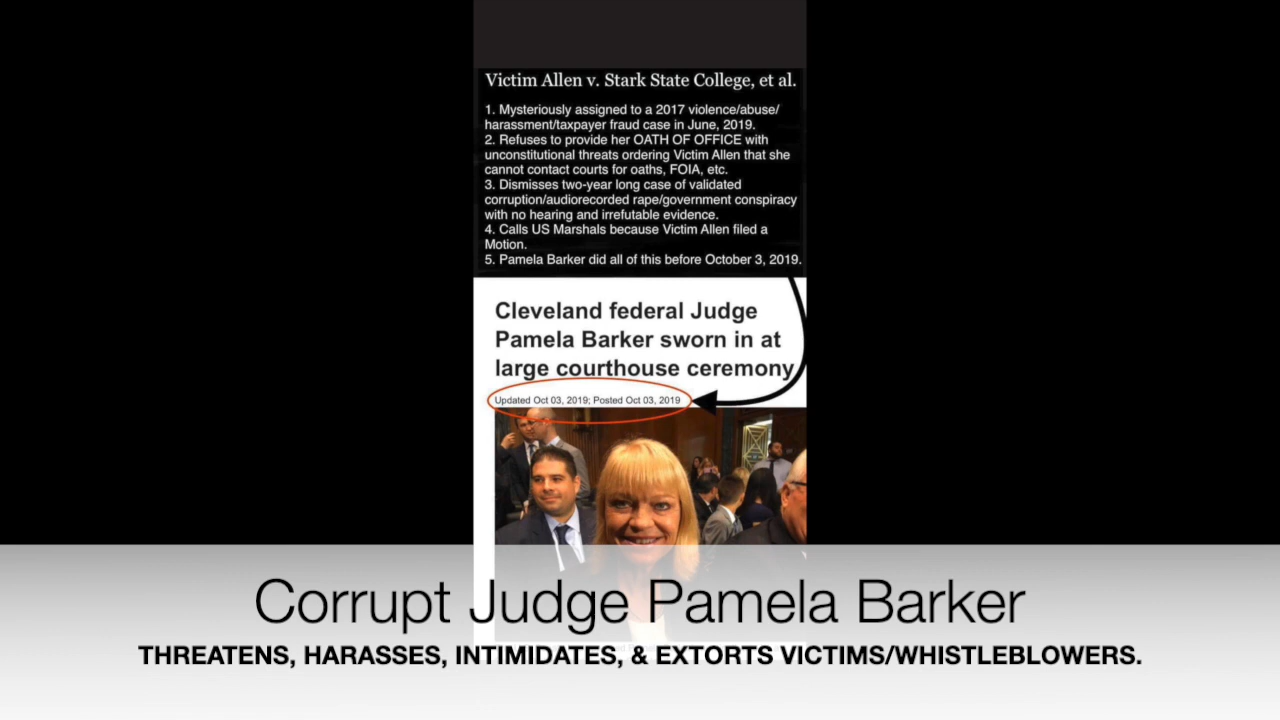 Victim Allen v. Stark State College, et al.
1. Mysteriously assigned to a 2017 violence/abuse/
harassment/taxpayer fraud case in June, 2019.
2. Refuses to provide her OATH OF OFFICE with
unconstitutional threats ordering Victim Allen that she
cannot contact courts for oaths, FOIA, etc.
3. Dismisses two-year long case of validated
corruption/audiorecorded rape/government conspiracy
with no hearing and irrefutable evidence.
4. Calls US Marshals because Victim Allen filed a
Motion.
5. Pamela Barker did all of this before October 3, 2019.
Cleveland federal Judge
Pamela Barker sworn in at
large courthouse ceremony
Updated Oct 03, 2019; Posted Oct 03, 2019
Corrupt Judge Pamela Barker
THREATENS, HARASSES, INTIMIDATES, & EXTORTS VICTIMS/WHISTLEBLOWERS.